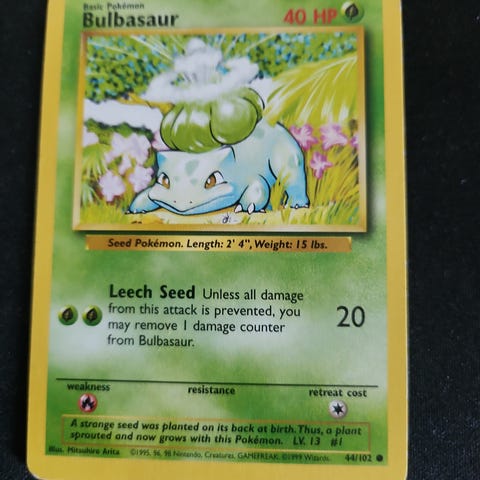 Basic Pokémon
Bulbasaur 40 HP
Seed Pokémon. Length: 2' 4", Weight: 15 lbs.
Leech Seed Unless all damage
from this attack is prevented, you
may remove 1 damage counter
from Bulbasaur.
20
weakness resistance retreat cost
A strange seed was planted on its back at birth. Thus, a plant
sprouted and now grows with this Pokémon. LV. 13 #1
Illus. Mitsuhiro Arita ©1995, 96, 98 Nintendo, Creatures, GAMEFREAK. ©1999 Wizards. 44/102